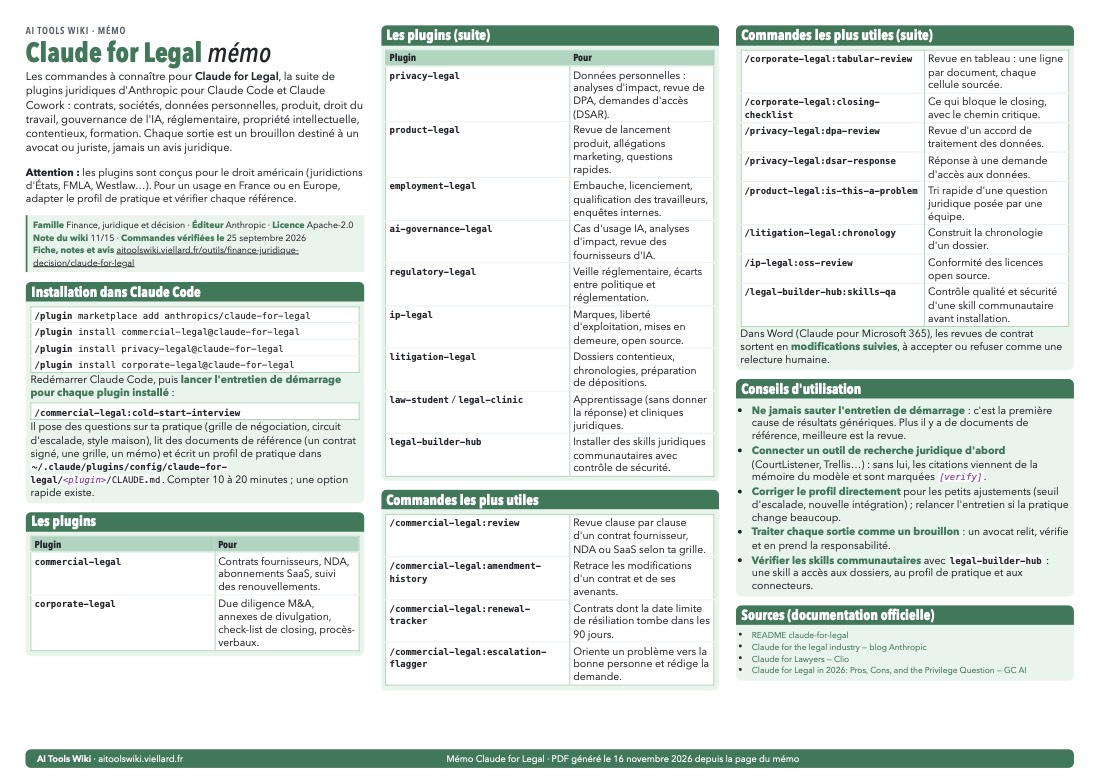 AI TOOLS WIKI · MÉMO
Claude for Legal mémo
Les commandes à connaître pour Claude for Legal, la suite de
plugins juridiques d'Anthropic pour Claude Code et Claude
Cowork : contrats, sociétés, données personnelles, produit, droit du
travail, gouvernance de l'IA, réglementaire, propriété intellectuelle,
contentieux, formation. Chaque sortie est un brouillon destiné à un
avocat ou juriste, jamais un avis juridique.
Attention : les plugins sont conçus pour le droit américain (juridictions
d'États, FMLA, Westlaw…). Pour un usage en France ou en Europe,
adapter le profil de pratique et vérifier chaque référence.
Famille Finance, juridique et décision · Éditeur Anthropic · Licence Apache-2.0
Note du wiki 11/15 · Commandes vérifiées le 25 septembre 2026
Fiche, notes et avis aitoolswiki.viellard.fr/outils/finance-juridique-
decision/claude-for-legal
Installation dans Claude Code
/plugin marketplace add anthropics/claude-for-legal
/plugin install commercial-legal@claude-for-legal
/plugin install privacy-legal@claude-for-legal
/plugin install corporate-legal@claude-for-legal
Redémarrer Claude Code, puis lancer l'entretien de démarrage
pour chaque plugin installé :
/commercial-legal:cold-start-interview
Il pose des questions sur ta pratique (grille de négociation, circuit
d'escalade, style maison), lit des documents de référence (un contrat
signé, une grille, un mémo) et écrit un profil de pratique dans
~/.claude/plugins/config/claude-for-
legal/<plugin>/CLAUDE.md. Compter 10 à 20 minutes ; une option
rapide existe.
Les plugins
Plugin Pour
commercial-legal Contrats fournisseurs, NDA,
abonnements SaaS, suivi
des renouvellements.
corporate-legal Due diligence M&A,
annexes de divulgation,
check-list de closing, procès-
verbaux.
Les plugins (suite)
Plugin Pour
privacy-legal Données personnelles :
analyses d'impact, revue de
DPA, demandes d'accès
(DSAR).
product-legal Revue de lancement
produit, allégations
marketing, questions
rapides.
employment-legal Embauche, licenciement,
qualification des travailleurs,
enquêtes internes.
ai-governance-legal Cas d'usage IA, analyses
d'impact, revue des
fournisseurs d'IA.
regulatory-legal Veille réglementaire, écarts
entre politique et
réglementation.
ip-legal Marques, liberté
d'exploitation, mises en
demeure, open source.
litigation-legal Dossiers contentieux,
chronologies, préparation
de dépositions.
law-student / legal-clinic Apprentissage (sans donner
la réponse) et cliniques
juridiques.
legal-builder-hub Installer des skills juridiques
communautaires avec
contrôle de sécurité.
Commandes les plus utiles
/commercial-legal:review Revue clause par clause
d'un contrat fournisseur,
NDA ou SaaS selon ta grille.
/commercial-legal:amendment- Retrace les modifications
history d'un contrat et de ses
avenants.
/commercial-legal:renewal- Contrats dont la date limite
tracker de résiliation tombe dans les
90 jours.
/commercial-legal:escalation- Oriente un problème vers la
flagger bonne personne et rédige la
demande.
Commandes les plus utiles (suite)
/corporate-legal:tabular-review Revue en tableau : une ligne
par document, chaque
cellule sourcée.
/corporate-legal:closing- Ce qui bloque le closing,
checklist avec le chemin critique.
/privacy-legal:dpa-review Revue d'un accord de
traitement des données.
/privacy-legal:dsar-response Réponse à une demande
d'accès aux données.
/product-legal:is-this-a-problem Tri rapide d'une question
juridique posée par une
équipe.
/litigation-legal:chronology Construit la chronologie
d'un dossier.
/ip-legal:oss-review Conformité des licences
open source.
/legal-builder-hub:skills-qa Contrôle qualité et sécurité
d'une skill communautaire
avant installation.
Dans Word (Claude pour Microsoft 365), les revues de contrat
sortent en modifications suivies, à accepter ou refuser comme une
relecture humaine.
Conseils d'utilisation
• Ne jamais sauter l'entretien de démarrage : c'est la première
cause de résultats génériques. Plus il y a de documents de
référence, meilleure est la revue.
• Connecter un outil de recherche juridique d'abord
(CourtListener, Trellis…) : sans lui, les citations viennent de la
mémoire du modèle et sont marquées [verify].
• Corriger le profil directement pour les petits ajustements (seuil
d'escalade, nouvelle intégration) ; relancer l'entretien si la pratique
change beaucoup.
• Traiter chaque sortie comme un brouillon : un avocat relit, vérifie
et en prend la responsabilité.
• Vérifier les skills communautaires avec legal-builder-hub :
une skill a accès aux dossiers, au profil de pratique et aux
connecteurs.
Sources (documentation officielle)
• README claude-for-legal
• Claude for the legal industry — blog Anthropic
• Claude for Lawyers — Clio
• Claude for Legal in 2026: Pros, Cons, and the Privilege Question — GC AI
AI Tools Wiki · aitoolswiki.viellard.fr
Mémo Claude for Legal · PDF généré le 16 novembre 2026 depuis la page du mémo